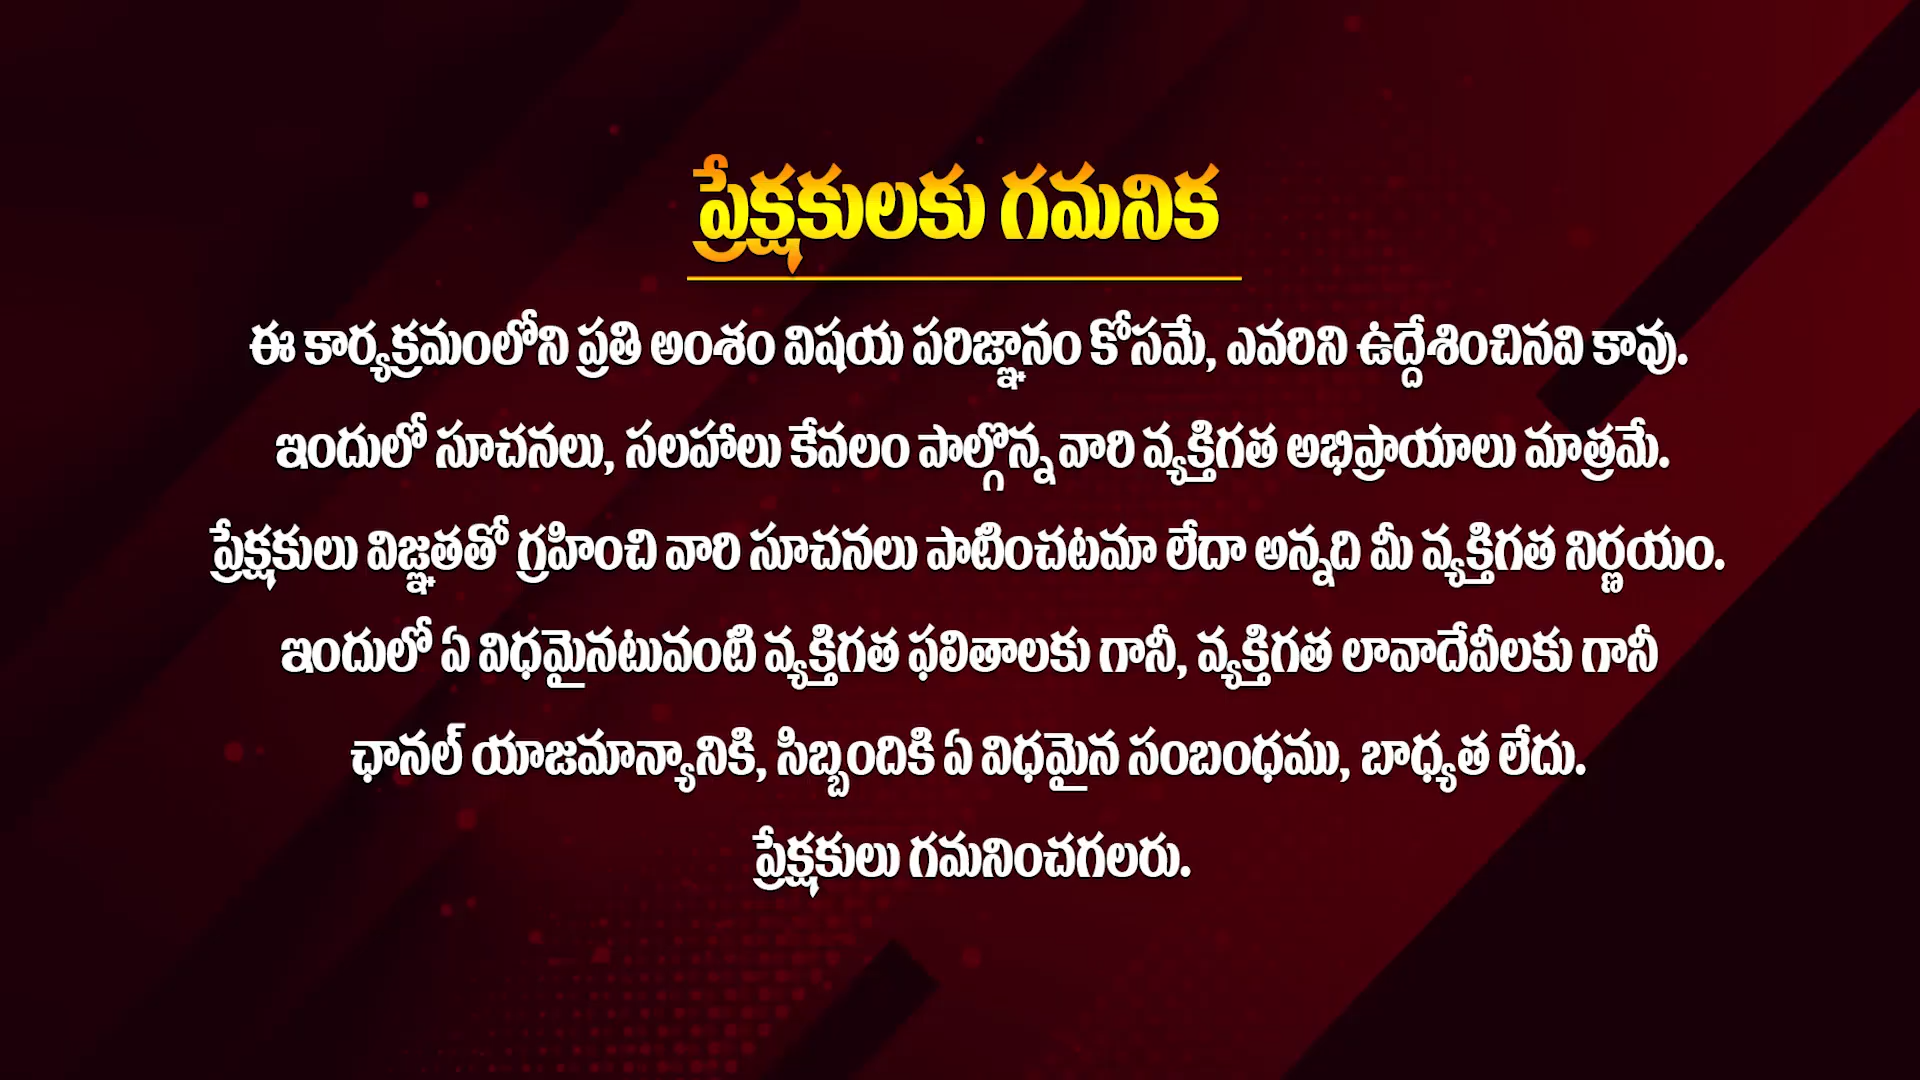 ప్రేక్షకులకు గమనిక
ఈ కార్యక్రమంలోని ప్రతి అంశం విషయ పరిజ్ఞానం కోసమే, ఎవరిని ఉద్దేశించినవి కావు.
ఇందులో సూచనలు, సలహాలు కేవలం పాల్గొన్న వారి వ్యక్తిగత అభిప్రాయాలు మాత్రమే.
ప్రేక్షకులు విజ్ఞతతో గ్రహించి వారి సూచనలు పాటించటమా లేదా అన్నది మీ వ్యక్తిగత నిర్ణయం.
ఇందులో ఏ విధమైనటువంటి వ్యక్తిగత ఫలితాలకు గానీ, వ్యక్తిగత లావాదేవీలకు గానీ
ఛానల్ యాజమాన్యానికి, సిబ్బందికి ఏ విధమైన సంబంధము, బాధ్యత లేదు.
ప్రేక్షకులు గమనించగలరు.